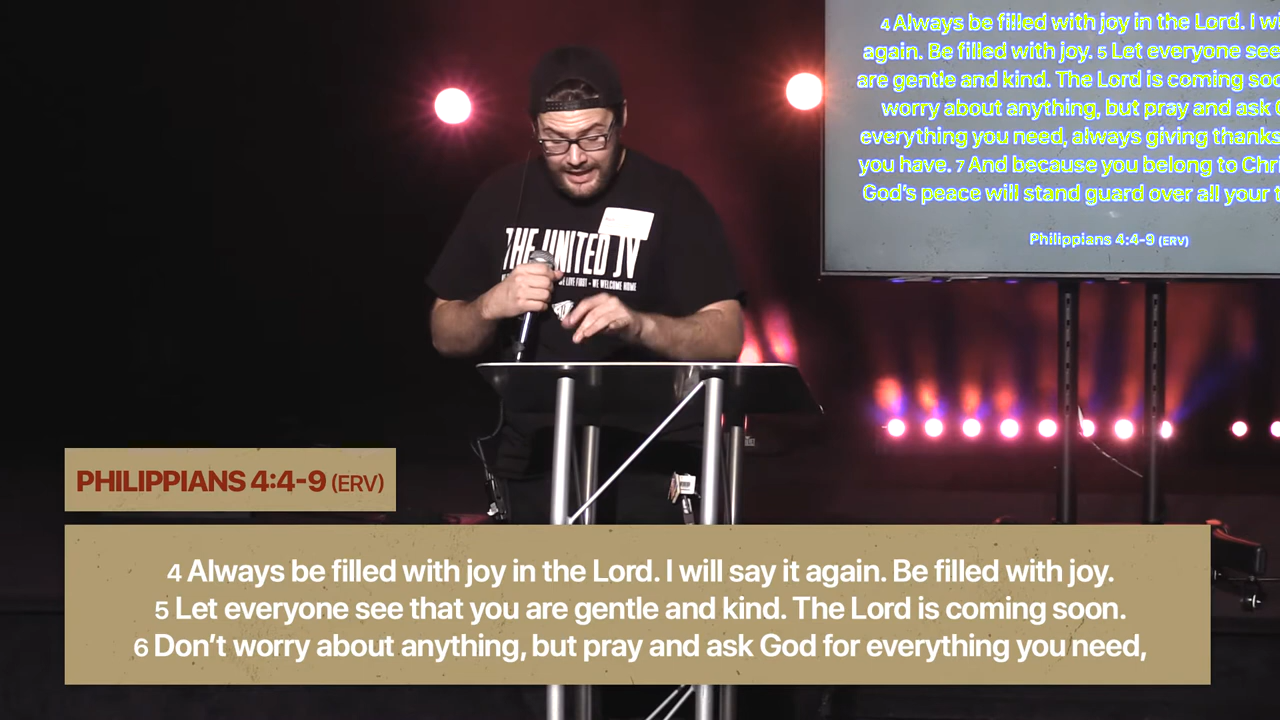 4 Always be filled with joy in the Lord. I wi
again. Be filled with joy. 5 Let everyone see
are gentle and kind. The Lord is coming soo
worry about anything, but pray and ask
everything you need, always giving thanks
you have. 7 And because you belong to Chri
God's peace will stand guard over all your t
Philippians 4:4-9 (ERV)
THE UNITED JV
WE LIVE FIRST - WE WELCOME HOME
PHILIPPIANS 4:4-9 (ERV)
4 Always be filled with joy in the Lord. I will say it again. Be filled with joy.
5 Let everyone see that you are gentle and kind. The Lord is coming soon.
6 Don't worry about anything, but pray and ask God for everything you need,